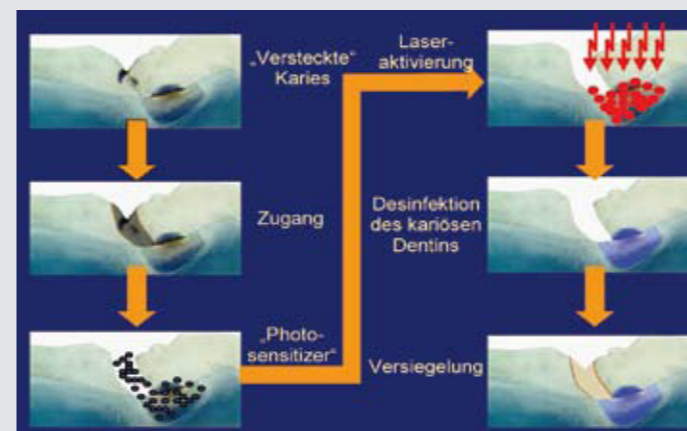 „Versteckte“
Karies
Zugang
„Photo-
sensitizer“
Laser-
aktivierung
Desinfektion
des kariösen
Dentins
Versiegelung